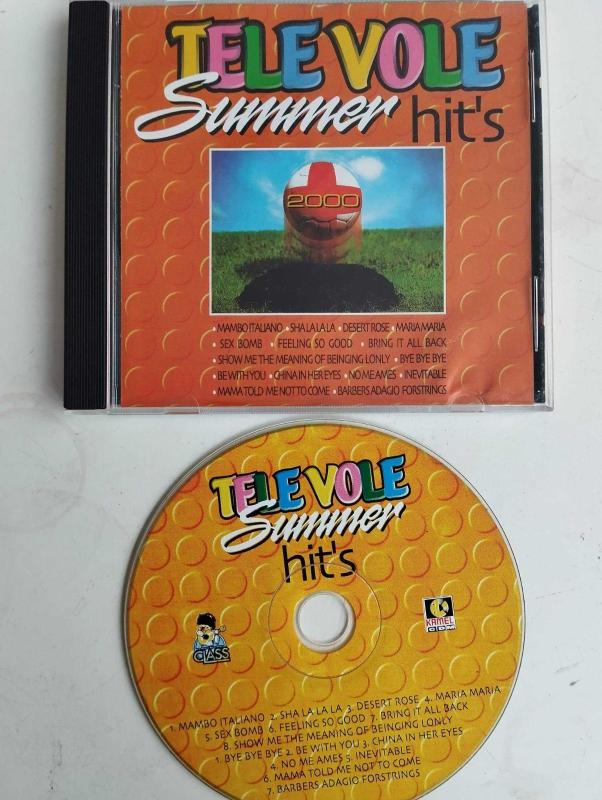 TELE VOLE
Summer hit's
2000
• MAMBO ITALIANO • SHA LA LA LA • DESERT ROSE • MARIA MARIA
• SEX BOMB • FEELING SO GOOD • BRING IT ALL BACK
• SHOW ME THE MEANING OF BEINGING LONLY • BYE BYE BYE
• BE WITH YOU • CHINA IN HER EYES • NO ME AMES • INEVITABLE
• MAMA TOLD ME NOT TO COME • BARBERS ADAGIO FORSTRINGS
TELE VOLE
Summer
hit's
CLASS
KAMEL
CDM
1. MAMBO ITALIANO 2. SHA LA LA LA 3. DESERT ROSE 4. MARIA MARIA
5. SEX BOMB 6. FEELING SO GOOD 7. BRING IT ALL BACK
8. SHOW ME THE MEANING OF BEINGING LONLY
1. BYE BYE BYE 2. BE WITH YOU 3. CHINA IN HER EYES
4. NO ME AMES 5. INEVITABLE
6. MAMA TOLD ME NOT TO COME
7. BARBERS ADAGIO FORSTRINGS